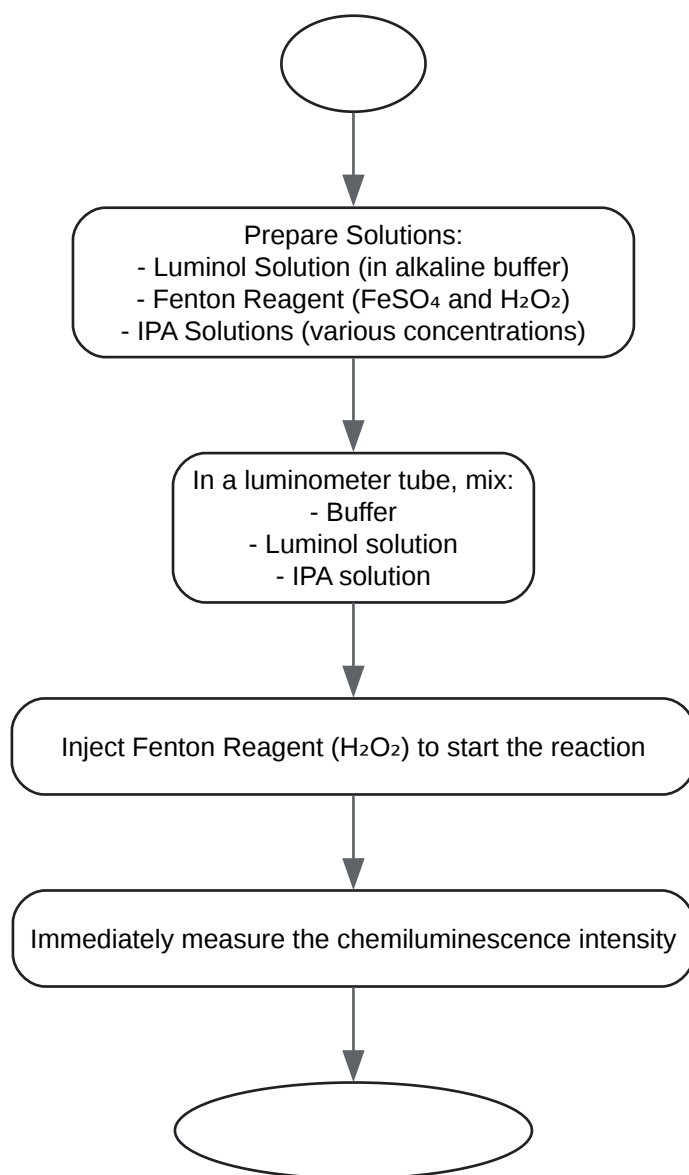 Prepare Solutions:
- Luminol Solution (in alkaline buffer)
- Fenton Reagent (FeSO₄ and H₂O₂)
- IPA Solutions (various concentrations)
In a luminometer tube, mix:
- Buffer
- Luminol solution
- IPA solution
Inject Fenton Reagent (H₂O₂) to start the reaction
Immediately measure the chemiluminescence intensity